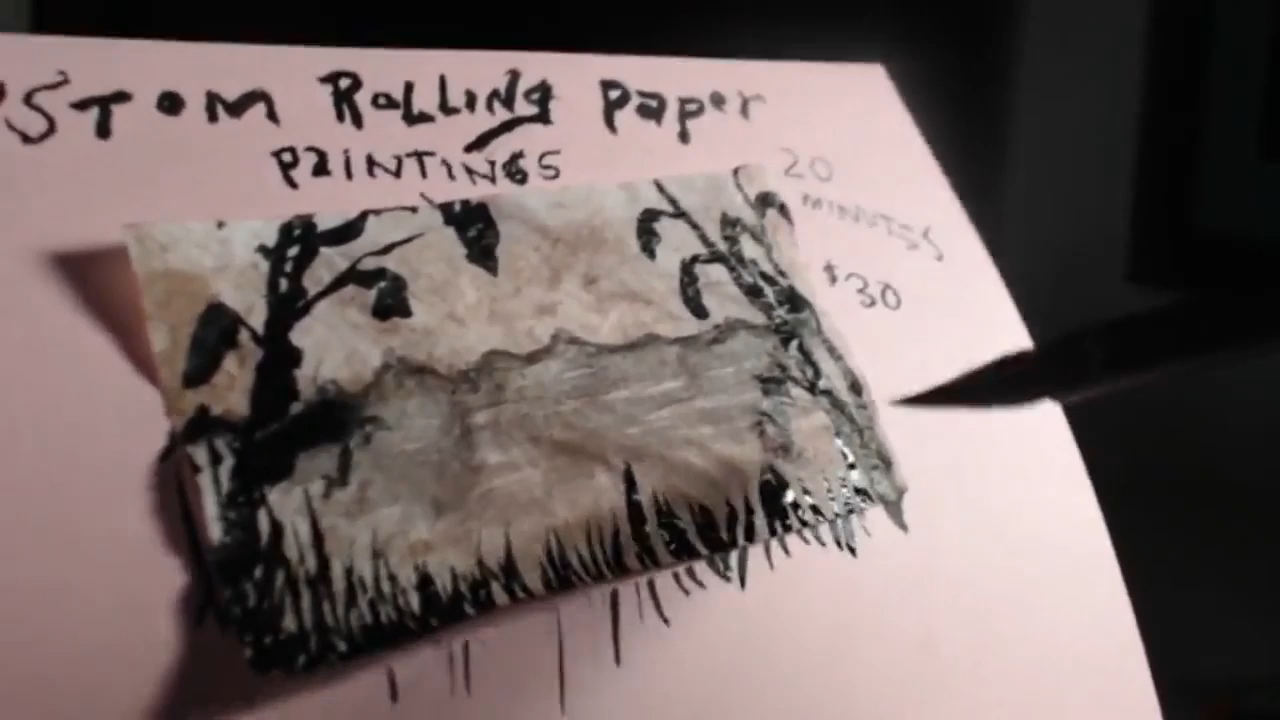 STOM ROLLING PAPER
PAINTINGS
20
MINUTES
$30